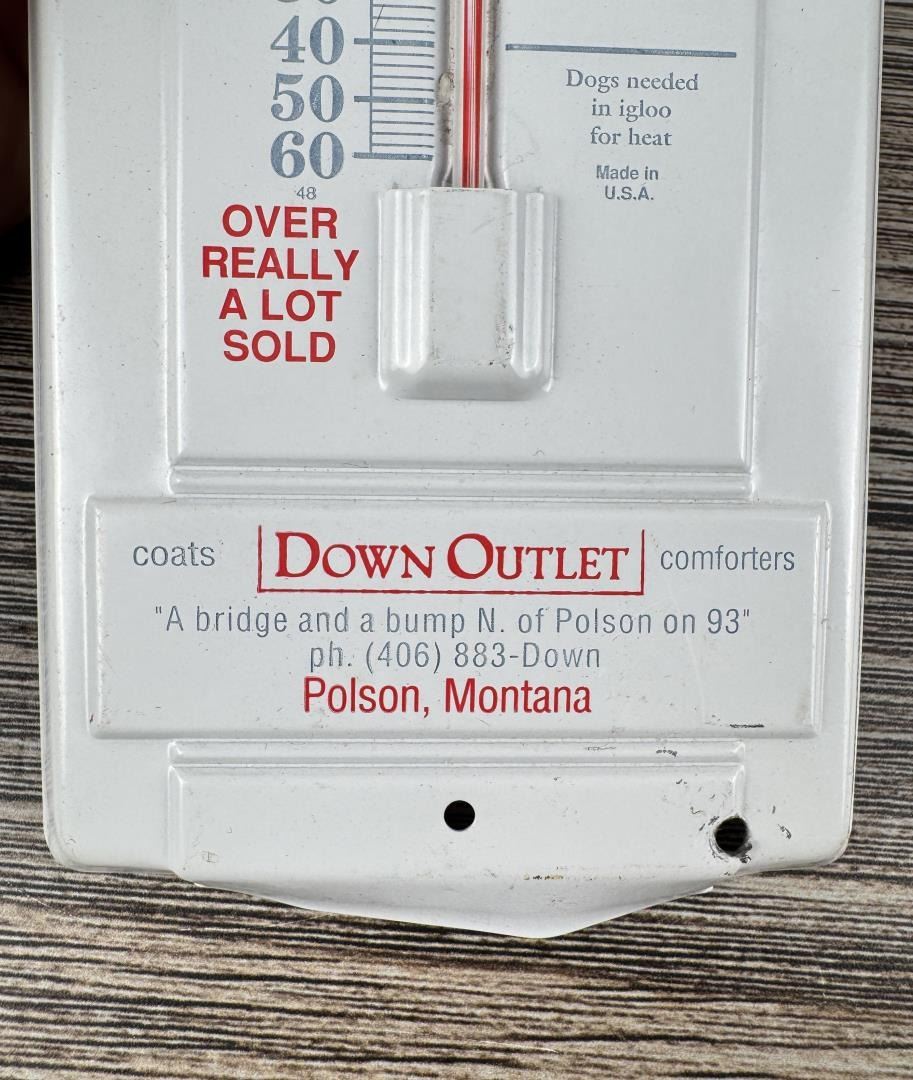 40
50
60
48
OVER
REALLY
A LOT
SOLD
Dogs needed
in igloo
for heat
Made in
U.S.A.
coats DOWN OUTLET comforters
"A bridge and a bump N. of Polson on 93"
ph. (406) 883-Down
Polson, Montana